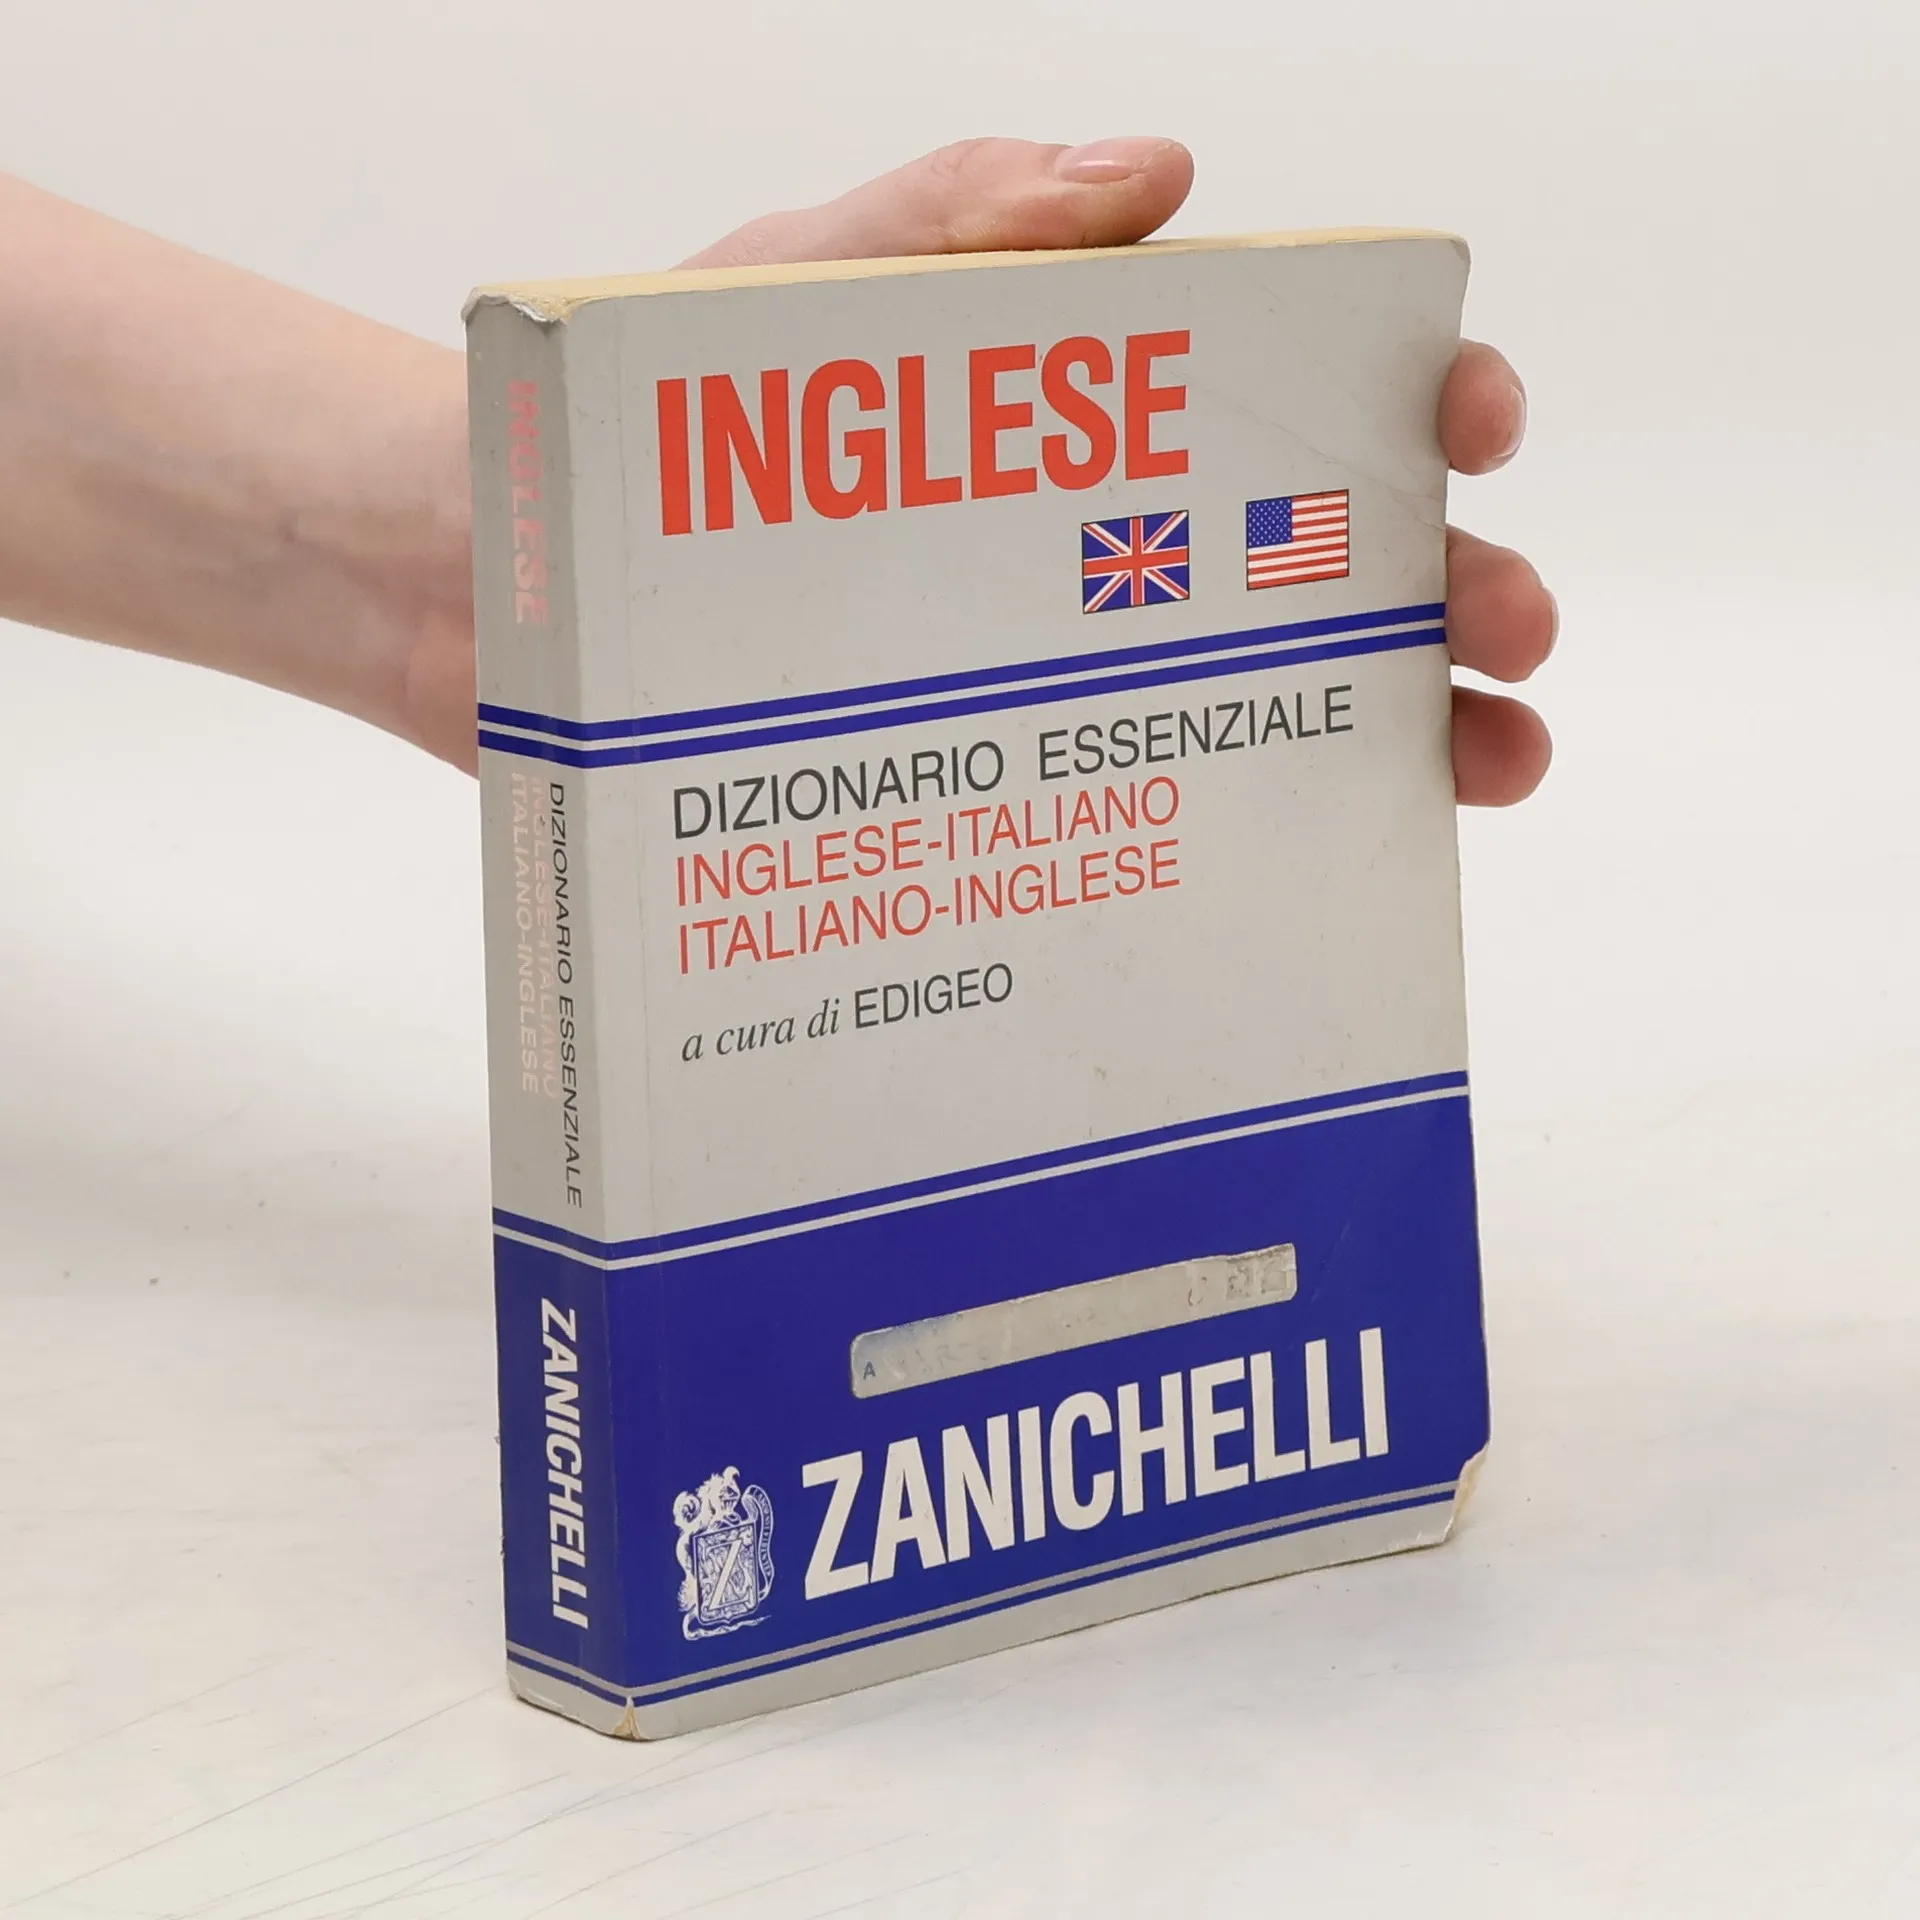 INGLESE
DIZIONARIO ESSENZIALE
INGLESE-ITALIANO
ITALIANO-INGLESE
a cura di EDIGEO
A
ZANICHELLI
Z
INGLESE
DIZIONARIO ESSENZIALE
INGLESE-ITALIANO
ITALIANO-INGLESE
ZANICHELLI